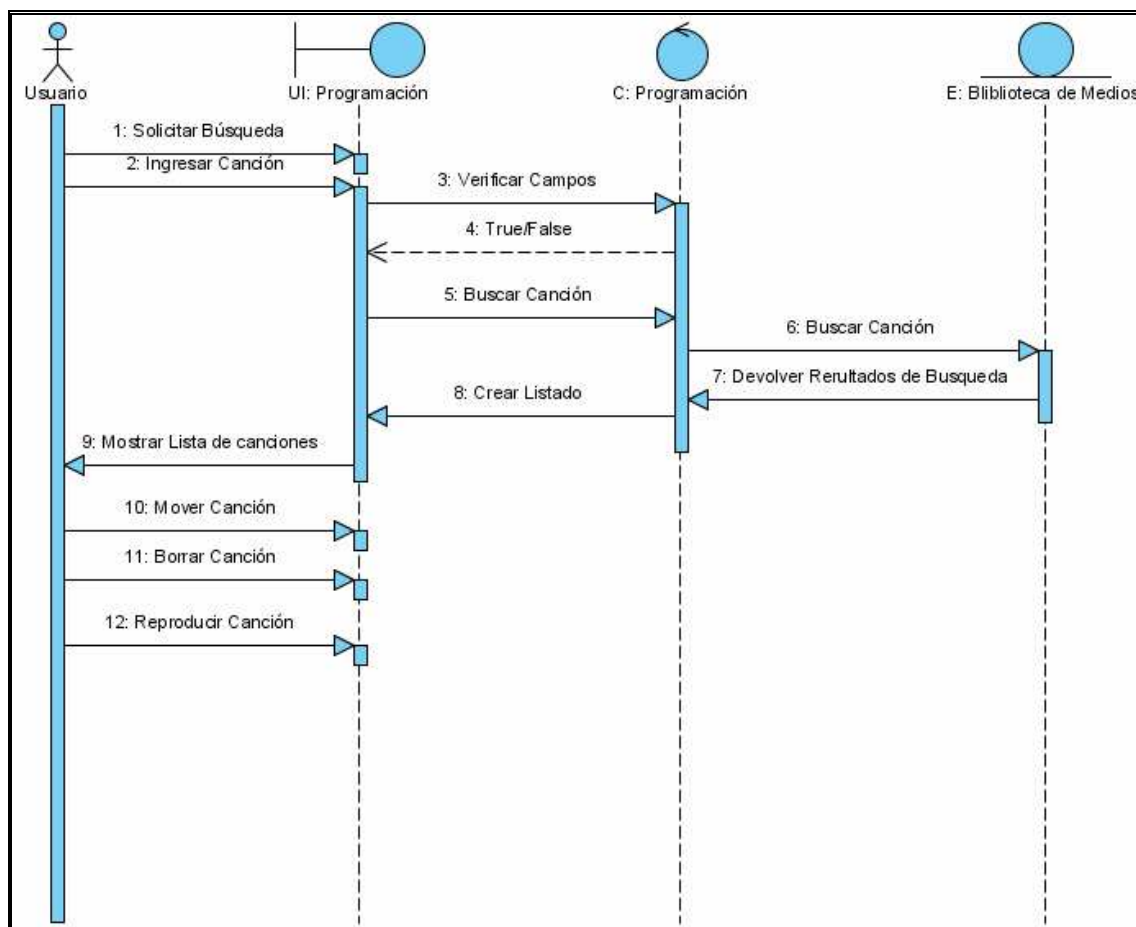 Usuario
UI: Programación
C: Programación
E: Bliblioteca de Medios
1: Solicitar Búsqueda
2: Ingresar Canción
3: Verificar Campos
4: True/False
5: Buscar Canción
6: Buscar Canción
7: Devolver Rerultados de Busqueda
8: Crear Listado
9: Mostrar Lista de canciones
10: Mover Canción
11: Borrar Canción
12: Reproducir Canción